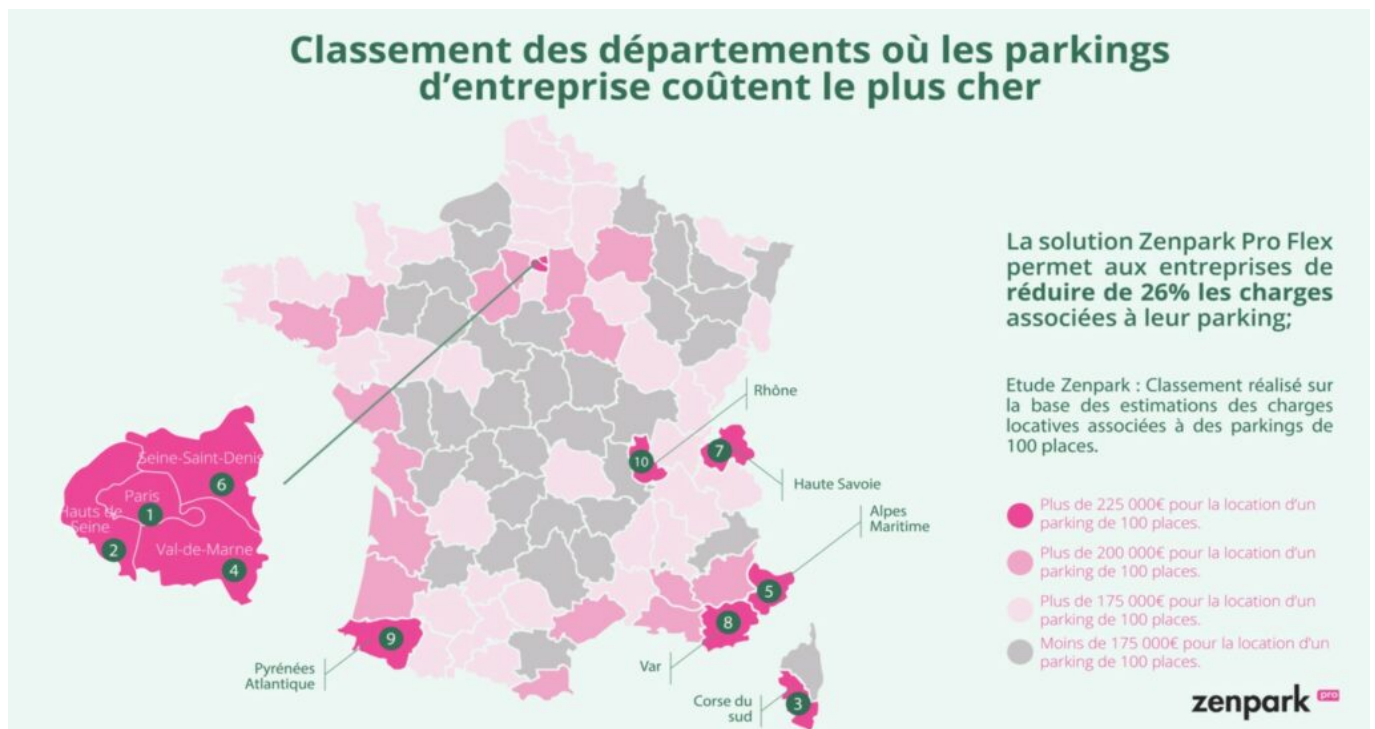 Classement des départements où les parkings
d'entreprise coûtent le plus cher
La solution Zenpark Pro Flex
permet aux entreprises de
réduire de 26% les charges
associées à leur parking;
Etude Zenpark : Classement réalisé sur
la base des estimations des charges
locatives associées à des parkings de
100 places.
Plus de 225 000€ pour la location d'un
parking de 100 places.
Plus de 200 000€ pour la location d'un
parking de 100 places.
Plus de 175 000€ pour la location d'un
parking de 100 places.
Moins de 175 000€ pour la location d'un
parking de 100 places.
Seine-Saint-Denis
6
Paris
1
Hauts de
Seine
2
Val-de-Marne
4
Rhône
10
7
Haute Savoie
Alpes
Maritime
5
8
Var
9
Pyrénées
Atlantique
Corse du
sud
3
zenpark pro